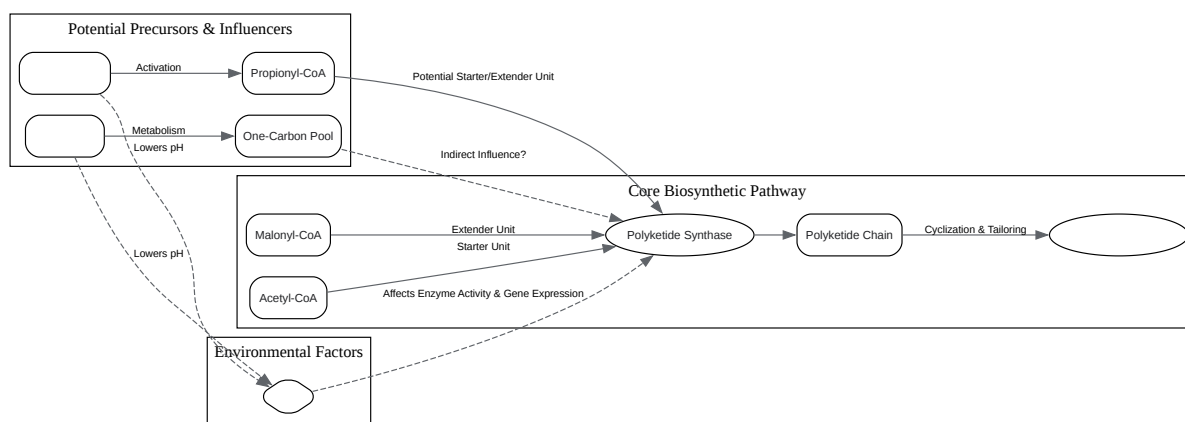 Potential Precursors & Influencers
Activation
Propionyl-CoA
Potential Starter/Extender Unit
Metabolism
One-Carbon Pool
Lowers pH
Indirect Influence?
Core Biosynthetic Pathway
Malonyl-CoA
Extender Unit
Polyketide Synthase
Polyketide Chain
Cyclization & Tailoring
Starter Unit
Lowers pH
Acetyl-CoA
Affects Enzyme Activity & Gene Expression
Environmental Factors